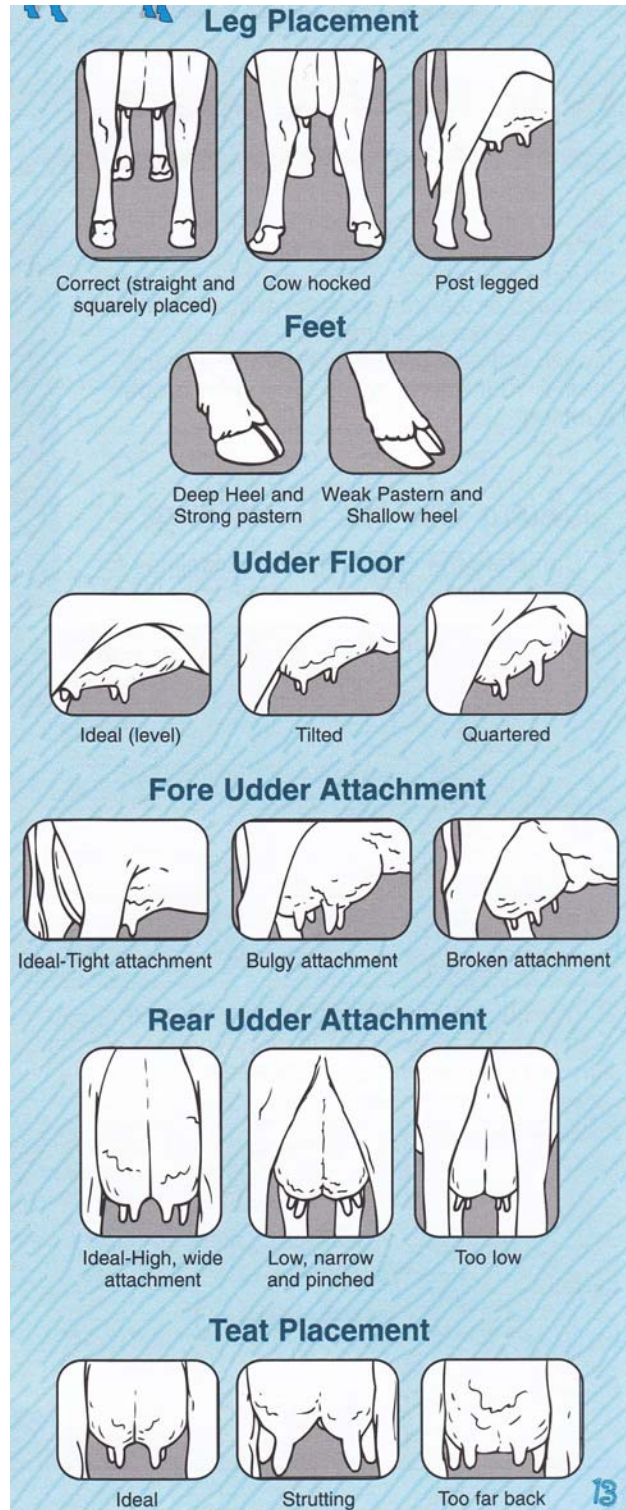 Leg Placement
Correct (straight and
squarely placed)
Cow hocked
Post legged
Feet
Deep Heel and
Strong pastern
Weak Pastern and
Shallow heel
Udder Floor
Ideal (level)
Tilted
Quartered
Fore Udder Attachment
Ideal-Tight attachment
Bulgy attachment
Broken attachment
Rear Udder Attachment
Ideal-High, wide
attachment
Low, narrow
and pinched
Too low
Teat Placement
Ideal
Strutting
Too far back
13